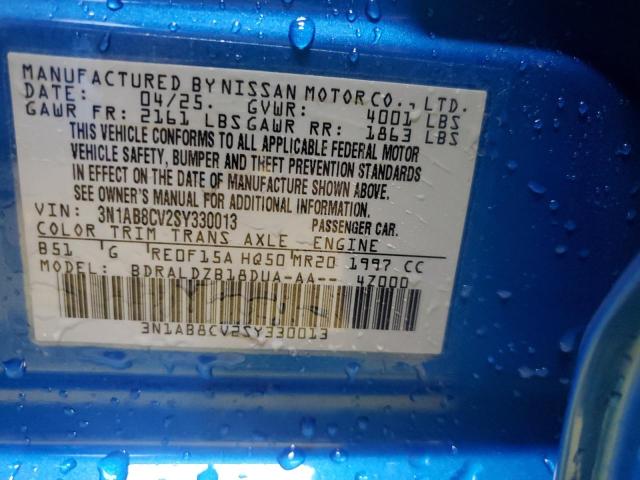 MANUFACTURED BY NISSAN MOTOR CO., LTD.
DATE: 04/25. GVWR: 4001 LBS
GAWR FR: 2161 LBS GAWR RR: 1863 LBS
THIS VEHICLE CONFORMS TO ALL APPLICABLE FEDERAL MOTOR
VEHICLE SAFETY, BUMPER AND THEFT PREVENTION STANDARDS
IN EFFECT ON THE DATE OF MANUFACTURE SHOWN ABOVE.
SEE OWNER'S MANUAL FOR ADDITIONAL INFORMATION.
VIN: 3N1AB8CV2SY330013 PASSENGER CAR.
COLOR TRIM TRANS AXLE ENGINE
B51 G RE0F15A HQ50 MR20 1997 CC
MODEL: BDRALDZB18DUA-AA-- 4Z000
3N1AB8CV2SY330013